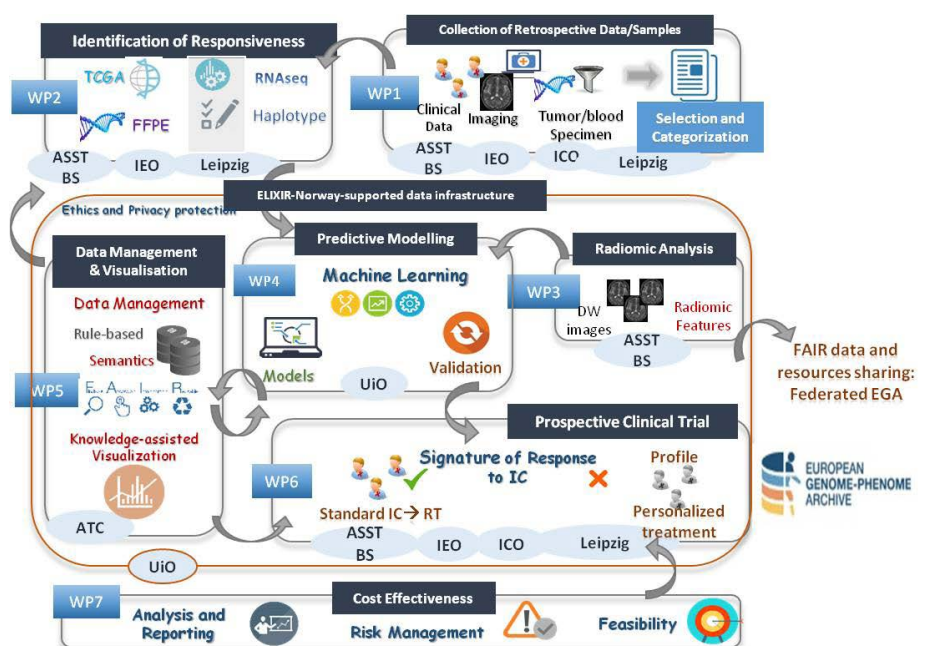 Identification of Responsiveness
WP2
TCGA
RNAseq
FFPE
Haplotype
ASST
BS
IEO
Leipzig
Collection of Retrospective Data/Samples
WP1
Clinical
Data
Imaging
Tumor/blood
Specimen
Selection and
Categorization
ASST
BS
IEO
ICO
Leipzig
ELIXIR-Norway-supported data infrastructure
Ethics and Privacy protection
Data Management
& Visualisation
Data Management
Rule-based
Semantics
WP5
Knowledge-assisted
Visualization
ATC
UiO
Predictive Modelling
WP4
Machine Learning
Models
Validation
UiO
Radiomic Analysis
WP3
DW
images
Radiomic
Features
ASST
BS
FAIR data and
resources sharing:
Federated EGA
EUROPEAN
GENOME-PHENOME
ARCHIVE
Prospective Clinical Trial
WP6
Signature of Response
to IC
Profile
Standard IC→ RT
Personalized
treatment
ASST
BS
IEO
ICO
Leipzig
WP7
Cost Effectiveness
Analysis and
Reporting
Risk Management
Feasibility